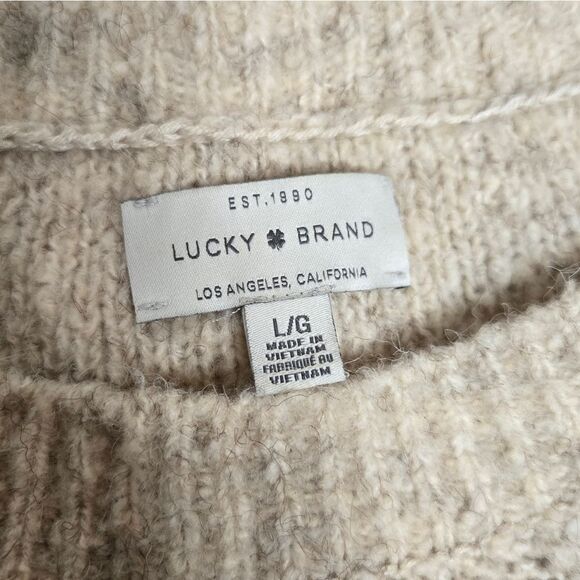 EST.1990
LUCKY BRAND
LOS ANGELES, CALIFORNIA
L/G
MADE IN
VIETNAM
FABRIQUÉ AU
VIETNAM